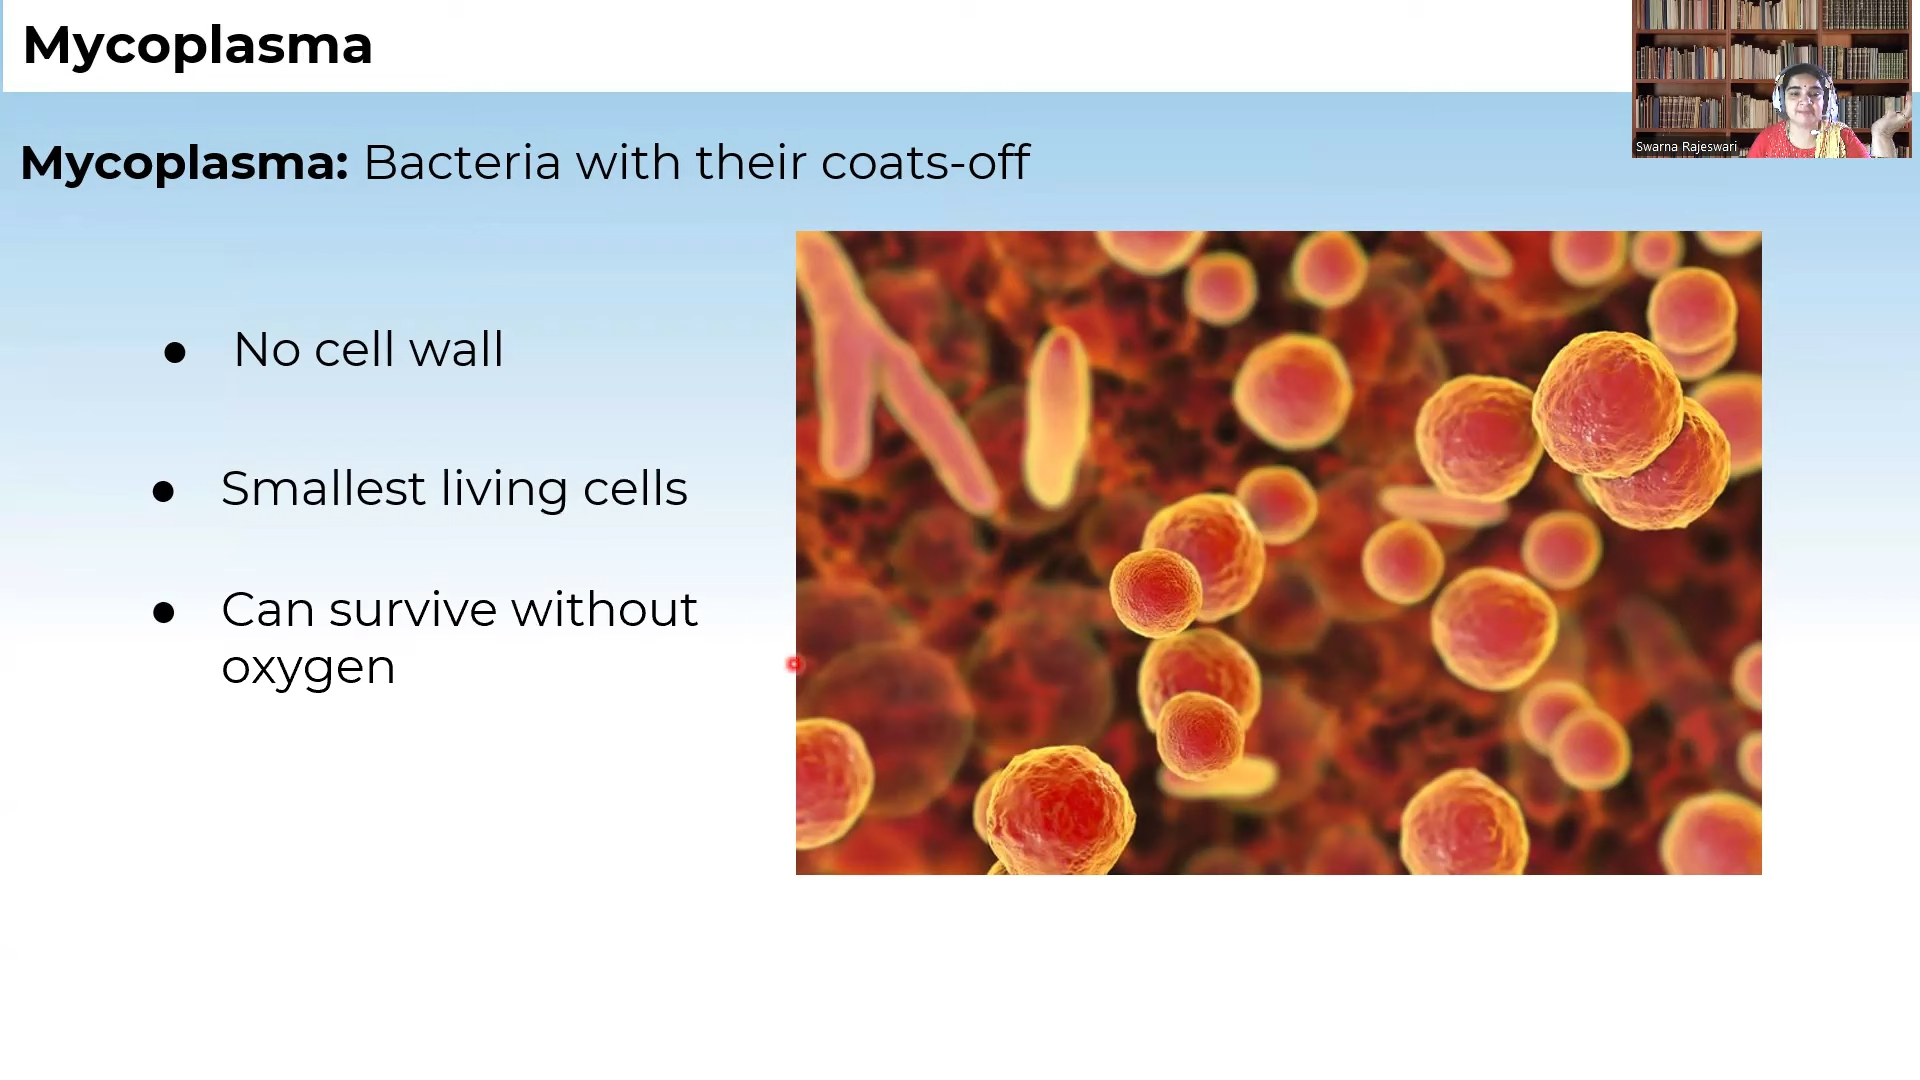 Mycoplasma
Swarna Rajeswari
Mycoplasma: Bacteria with their coats-off
● No cell wall
● Smallest living cells
● Can survive without
oxygen